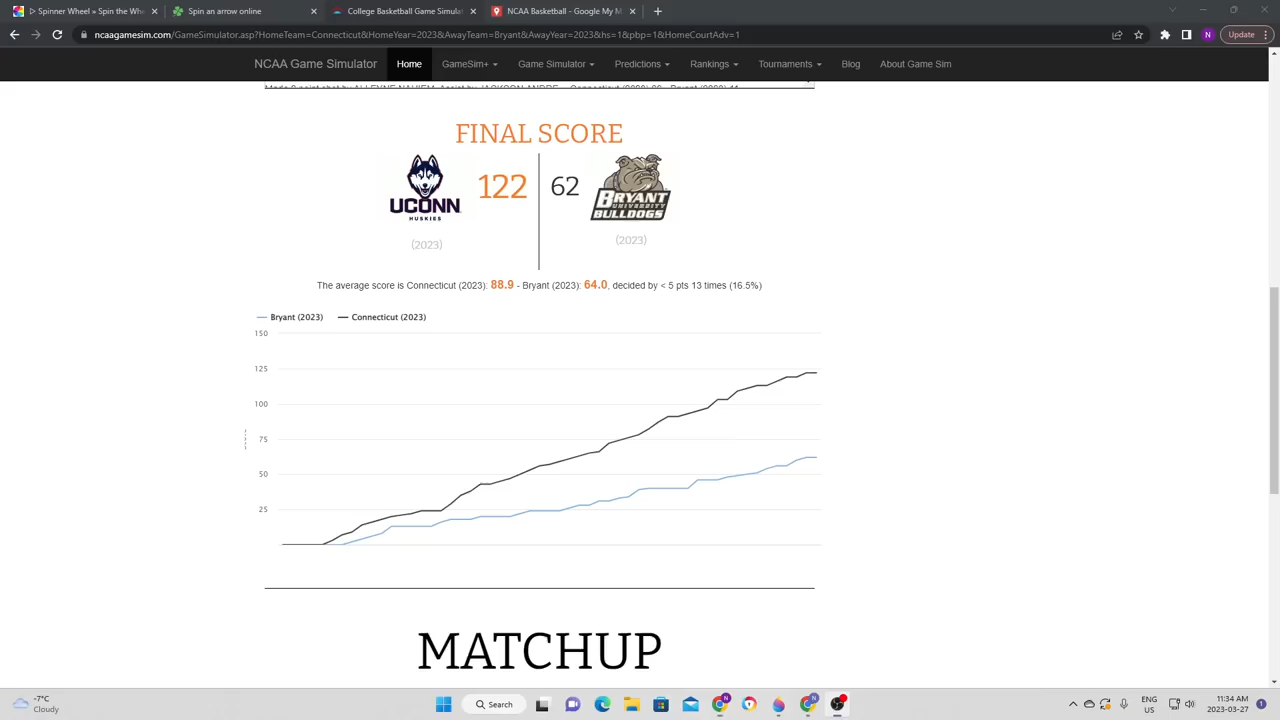 Spinner Wheel » Spin the Whe
Spin an arrow online
College Basketball Game Simulat
NCAA Basketball - Google My M
ncaagamesim.com/GameSimulator.asp?HomeTeam=Connecticut&HomeYear=2023&AwayTeam=Bryant&AwayYear=2023&hs=1&pbp=1&HomeCourtAdv=1
N
Update
NCAA Game Simulator
Home
GameSim+
Game Simulator
Predictions
Rankings
Tournaments
Blog
About Game Sim
FINAL SCORE
UCONN
HUSKIES
122
62
BRYANT
UNIVERSITY
BULLDOGS
(2023)
(2023)
The average score is Connecticut (2023): 88.9 - Bryant (2023): 64.0, decided by < 5 pts 13 times (16.5%)
Bryant (2023)
Connecticut (2023)
150
125
100
75
50
25
MATCHUP
-7°C
Cloudy
Search
ENG
US
11:34 AM
2023-03-27